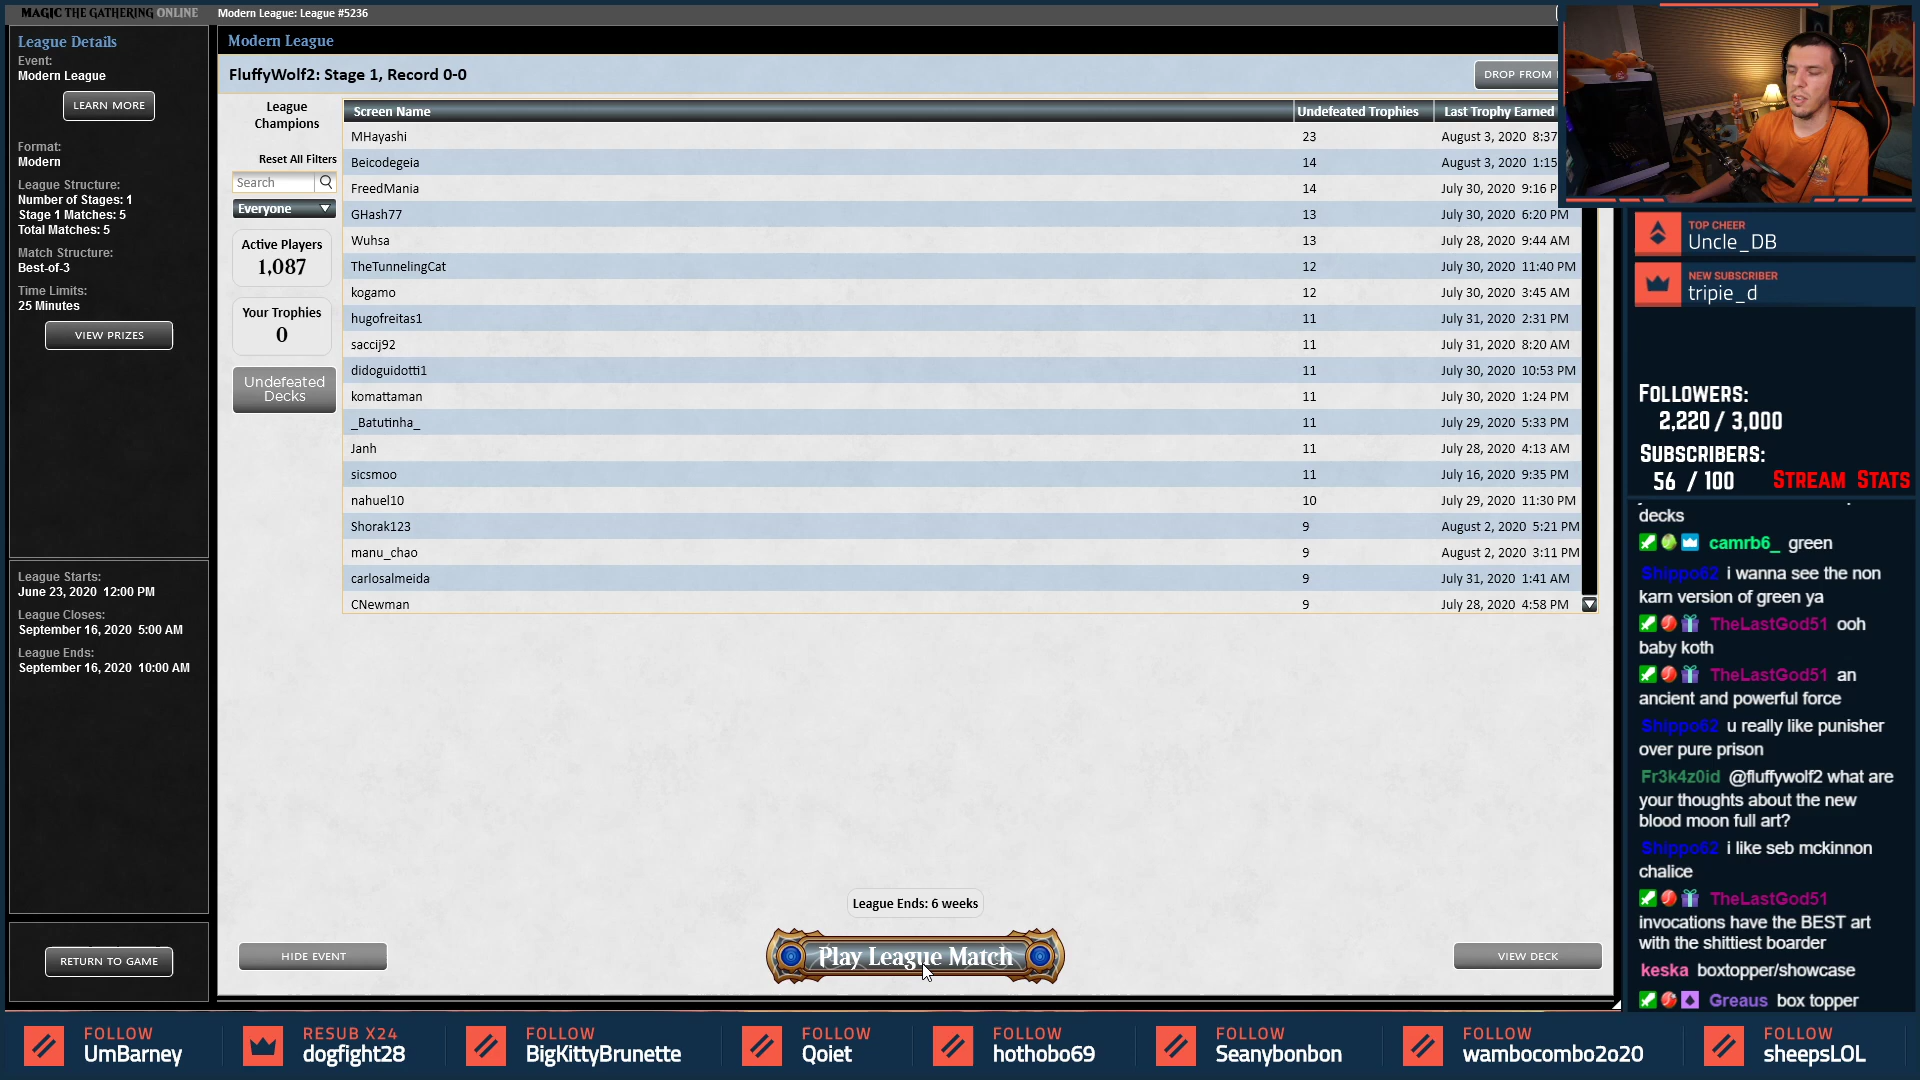 MAGIC THE GATHERING ONLINE
Modern League: League #5236
League Details
Event:
Modern League
LEARN MORE
Format:
Modern
League Structure:
Number of Stages: 1
Stage 1 Matches: 5
Total Matches: 5
Match Structure:
Best-of-3
Time Limits:
25 Minutes
VIEW PRIZES
League Starts:
June 23, 2020 12:00 PM
League Closes:
September 16, 2020 5:00 AM
League Ends:
September 16, 2020 10:00 AM
RETURN TO GAME
Modern League
FluffyWolf2: Stage 1, Record 0-0
DROP FROM
League
Champions
Reset All Filters
Search
Everyone
Active Players
1,087
Your Trophies
0
Undefeated
Decks
Screen Name Undefeated Trophies Last Trophy Earned
MHayashi 23 August 3, 2020 8:37
Beicodegeia 14 August 3, 2020 1:15
FreedMania 14 July 30, 2020 9:16 P
GHash77 13 July 30, 2020 6:20 PM
Wuhsa 13 July 28, 2020 9:44 AM
TheTunnelingCat 12 July 30, 2020 11:40 PM
kogamo 12 July 30, 2020 3:45 AM
hugofreitas1 11 July 31, 2020 2:31 PM
saccij92 11 July 31, 2020 8:20 AM
didoguidotti1 11 July 30, 2020 10:53 PM
komattaman 11 July 30, 2020 1:24 PM
_Batutinha_ 11 July 29, 2020 5:33 PM
Janh 11 July 28, 2020 4:13 AM
sicsmoo 11 July 16, 2020 9:35 PM
nahuel10 10 July 29, 2020 11:30 PM
Shorak123 9 August 2, 2020 5:21 PM
manu_chao 9 August 2, 2020 3:11 PM
carlosalmeida 9 July 31, 2020 1:41 AM
CNewman 9 July 28, 2020 4:58 PM
League Ends: 6 weeks
HIDE EVENT
Play League Match
VIEW DECK
TOP CHEER
Uncle_DB
NEW SUBSCRIBER
tripie_d
FOLLOWERS:
2,220 / 3,000
SUBSCRIBERS:
56 / 100 STREAM STATS
decks
camrb6_ green
Shippo62 i wanna see the non
karn version of green ya
TheLastGod51 ooh
baby koth
TheLastGod51 an
ancient and powerful force
Shippo62 u really like punisher
over pure prison
Fr3k4z0id @fluffywolf2 what are
your thoughts about the new
blood moon full art?
Shippo62 i like seb mckinnon
chalice
TheLastGod51
invocations have the BEST art
with the shittiest boarder
keska boxtopper/showcase
Greaus box topper
FOLLOW
UmBarney
RESUB X24
dogfight28
FOLLOW
BigKittyBrunette
FOLLOW
Qoiet
FOLLOW
hothobo69
FOLLOW
Seanybonbon
FOLLOW
wambocombo2o20
FOLLOW
sheepsLOL